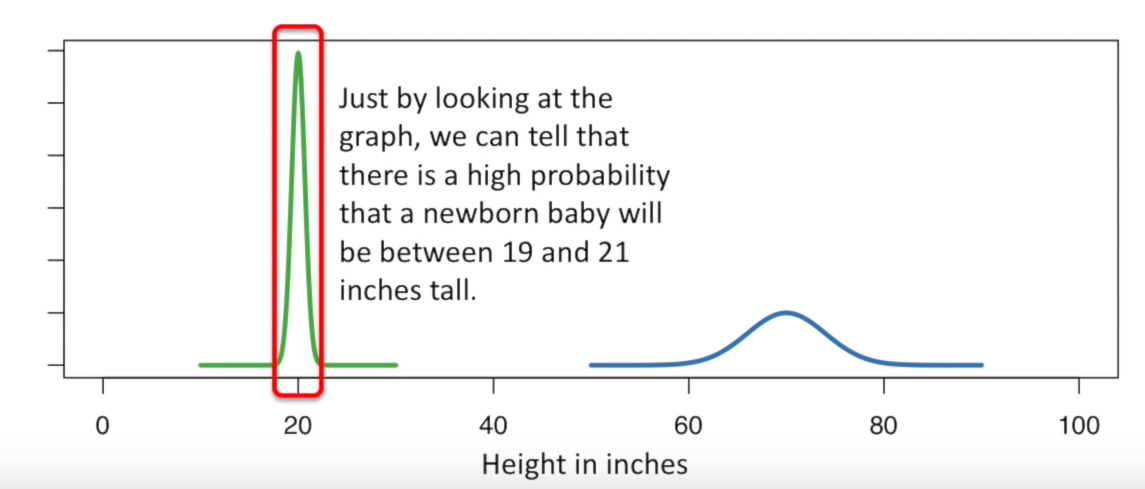 Just by looking at the
graph, we can tell that
there is a high probability
that a newborn baby will
be between 19 and 21
inches tall.
0 20 40 60 80 100
Height in inches